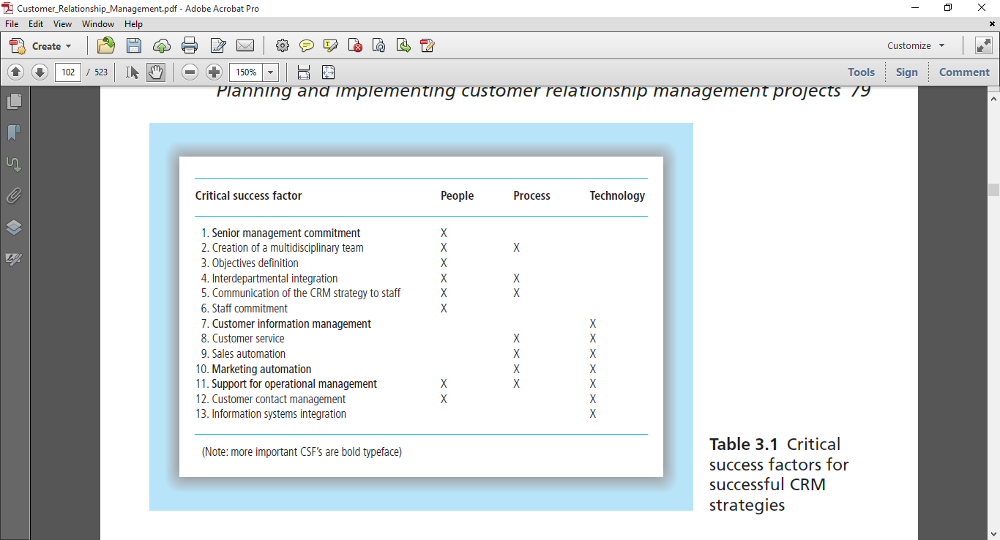 Customer_Relationship_Management.pdf - Adobe Acrobat Pro
File Edit View Window Help
Create Customize
102 / 523 150% Tools Sign Comment
Planning and implementing customer relationship management projects 79
Critical success factor People Process Technology
1. Senior management commitment X
2. Creation of a multidisciplinary team X X
3. Objectives definition X
4. Interdepartmental integration X X
5. Communication of the CRM strategy to staff X X
6. Staff commitment X
7. Customer information management X
8. Customer service X X
9. Sales automation X X
10. Marketing automation X X
11. Support for operational management X X X
12. Customer contact management X X
13. Information systems integration X
(Note: more important CSF's are bold typeface)
Table 3.1 Critical
success factors for
successful CRM
strategies